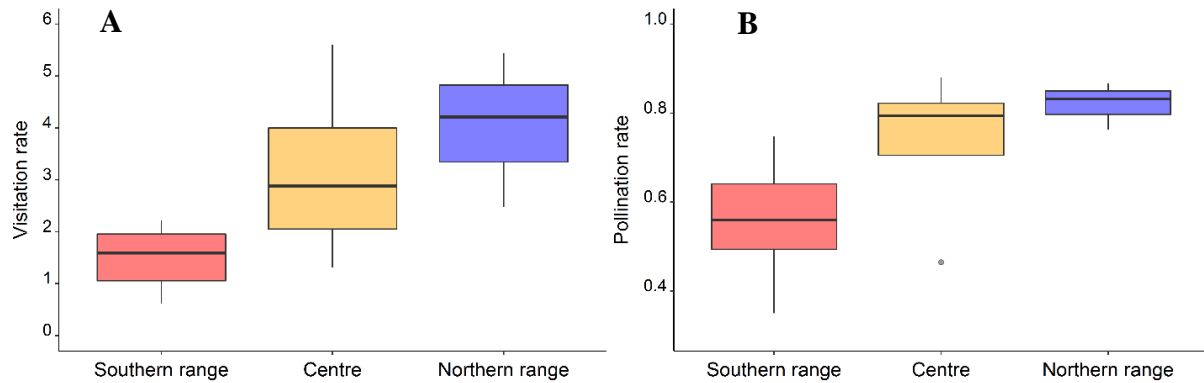 A
Visitation rate
6
5
4
3
2
1
0
Southern range Centre Northern range
B
Pollination rate
1.0
0.8
0.6
0.4
Southern range Centre Northern range